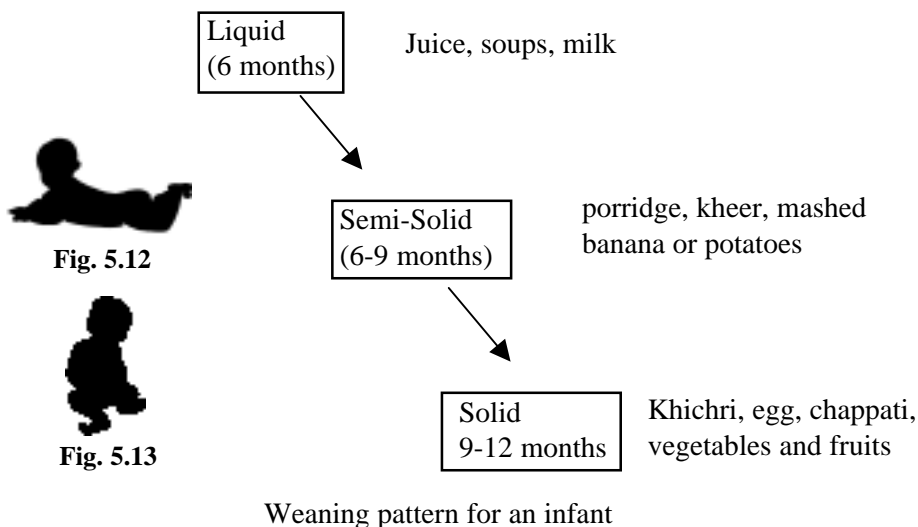 Liquid
(6 months)
Juice, soups, milk
Fig. 5.12
Semi-Solid
(6-9 months)
porridge, kheer, mashed
banana or potatoes
Fig. 5.13
Solid
9-12 months
Khichri, egg, chappati,
vegetables and fruits
Weaning pattern for an infant